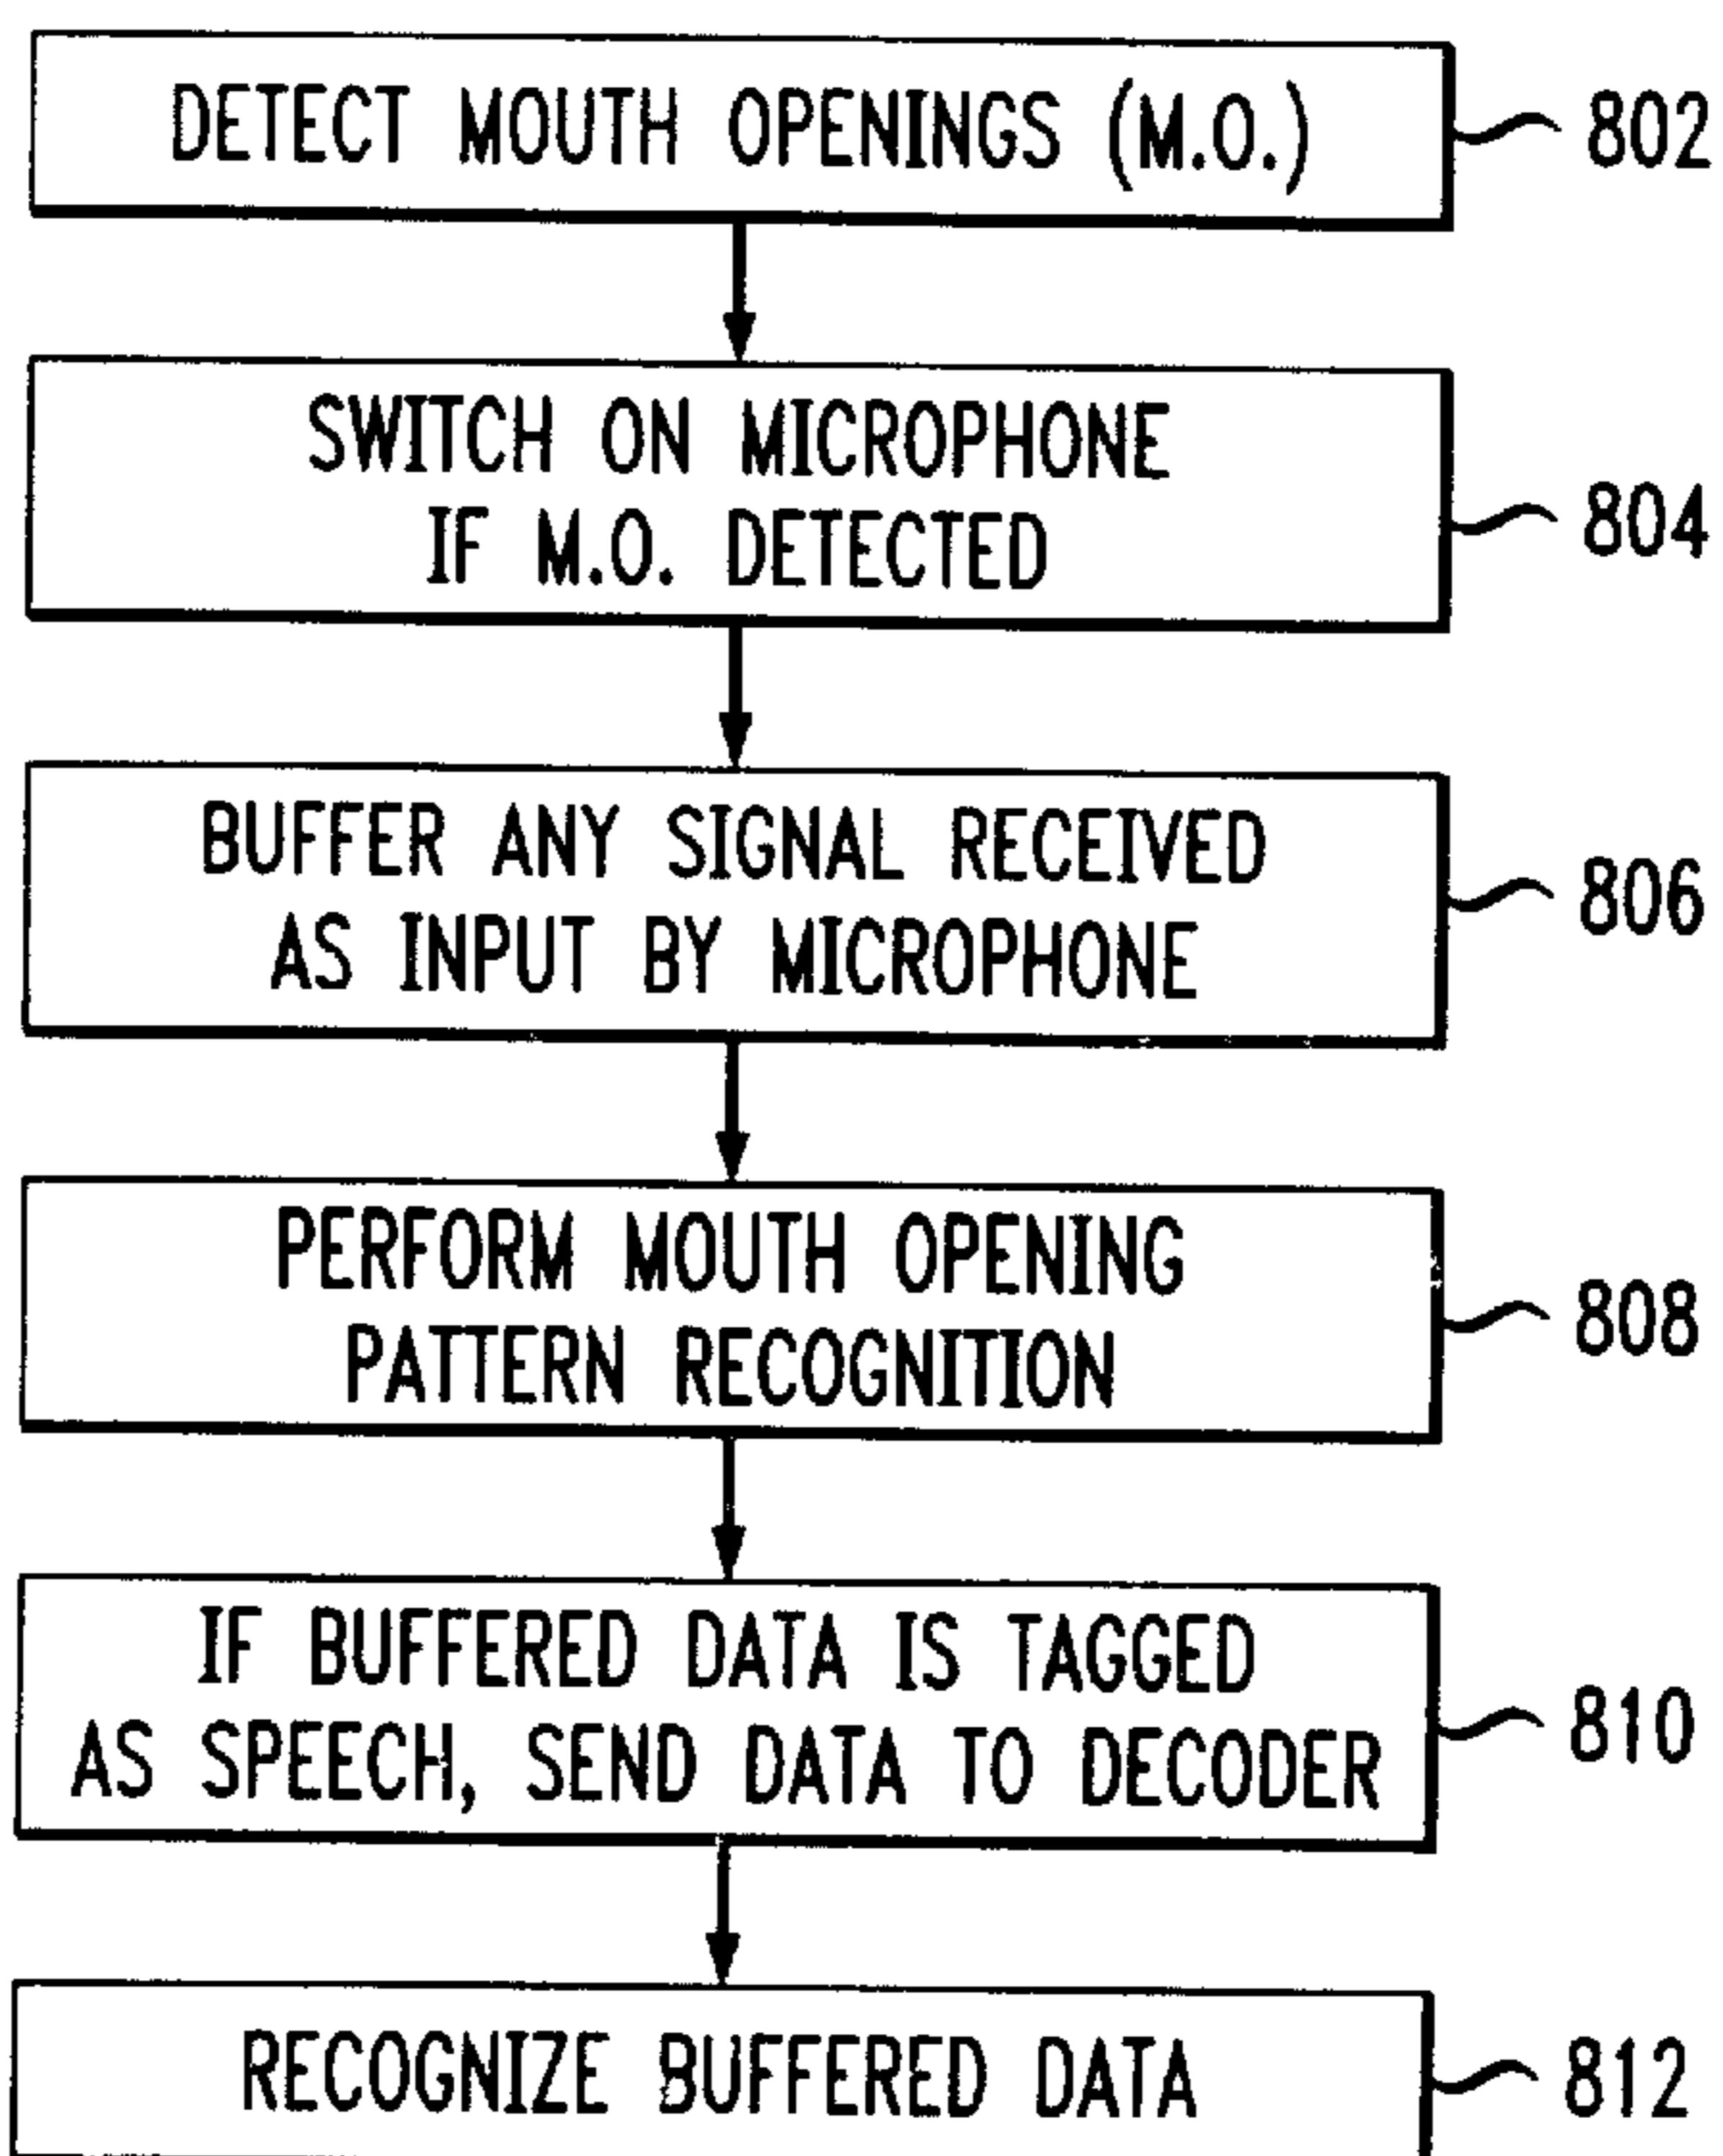 DETECT MOUTH OPENINGS (M.O.)
802
SWITCH ON MICROPHONE
IF M.O. DETECTED
804
BUFFER ANY SIGNAL RECEIVED
AS INPUT BY MICROPHONE
806
PERFORM MOUTH OPENING
PATTERN RECOGNITION
808
IF BUFFERED DATA IS TAGGED
AS SPEECH, SEND DATA TO DECODER
810
RECOGNIZE BUFFERED DATA
812